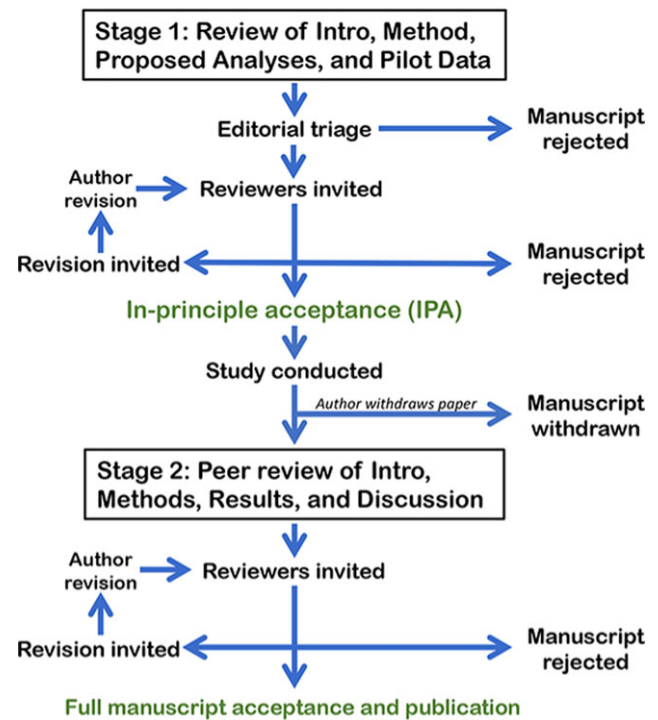 Stage 1: Review of Intro, Method,
Proposed Analyses, and Pilot Data
Editorial triage
Manuscript
rejected
Author
revision
Reviewers invited
Revision invited
Manuscript
rejected
In-principle acceptance (IPA)
Study conducted
Author withdraws paper
Manuscript
withdrawn
Stage 2: Peer review of Intro,
Methods, Results, and Discussion
Author
revision
Reviewers invited
Revision invited
Manuscript
rejected
Full manuscript acceptance and publication